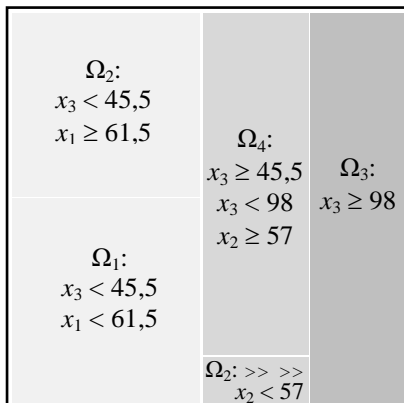 Ω₂:
x₃ < 45,5
x₁ ≥ 61,5
Ω₁:
x₃ < 45,5
x₁ < 61,5
Ω₄:
x₃ ≥ 45,5
x₃ < 98
x₂ ≥ 57
Ω₂: >> >>
x₂ < 57
Ω₃:
x₃ ≥ 98